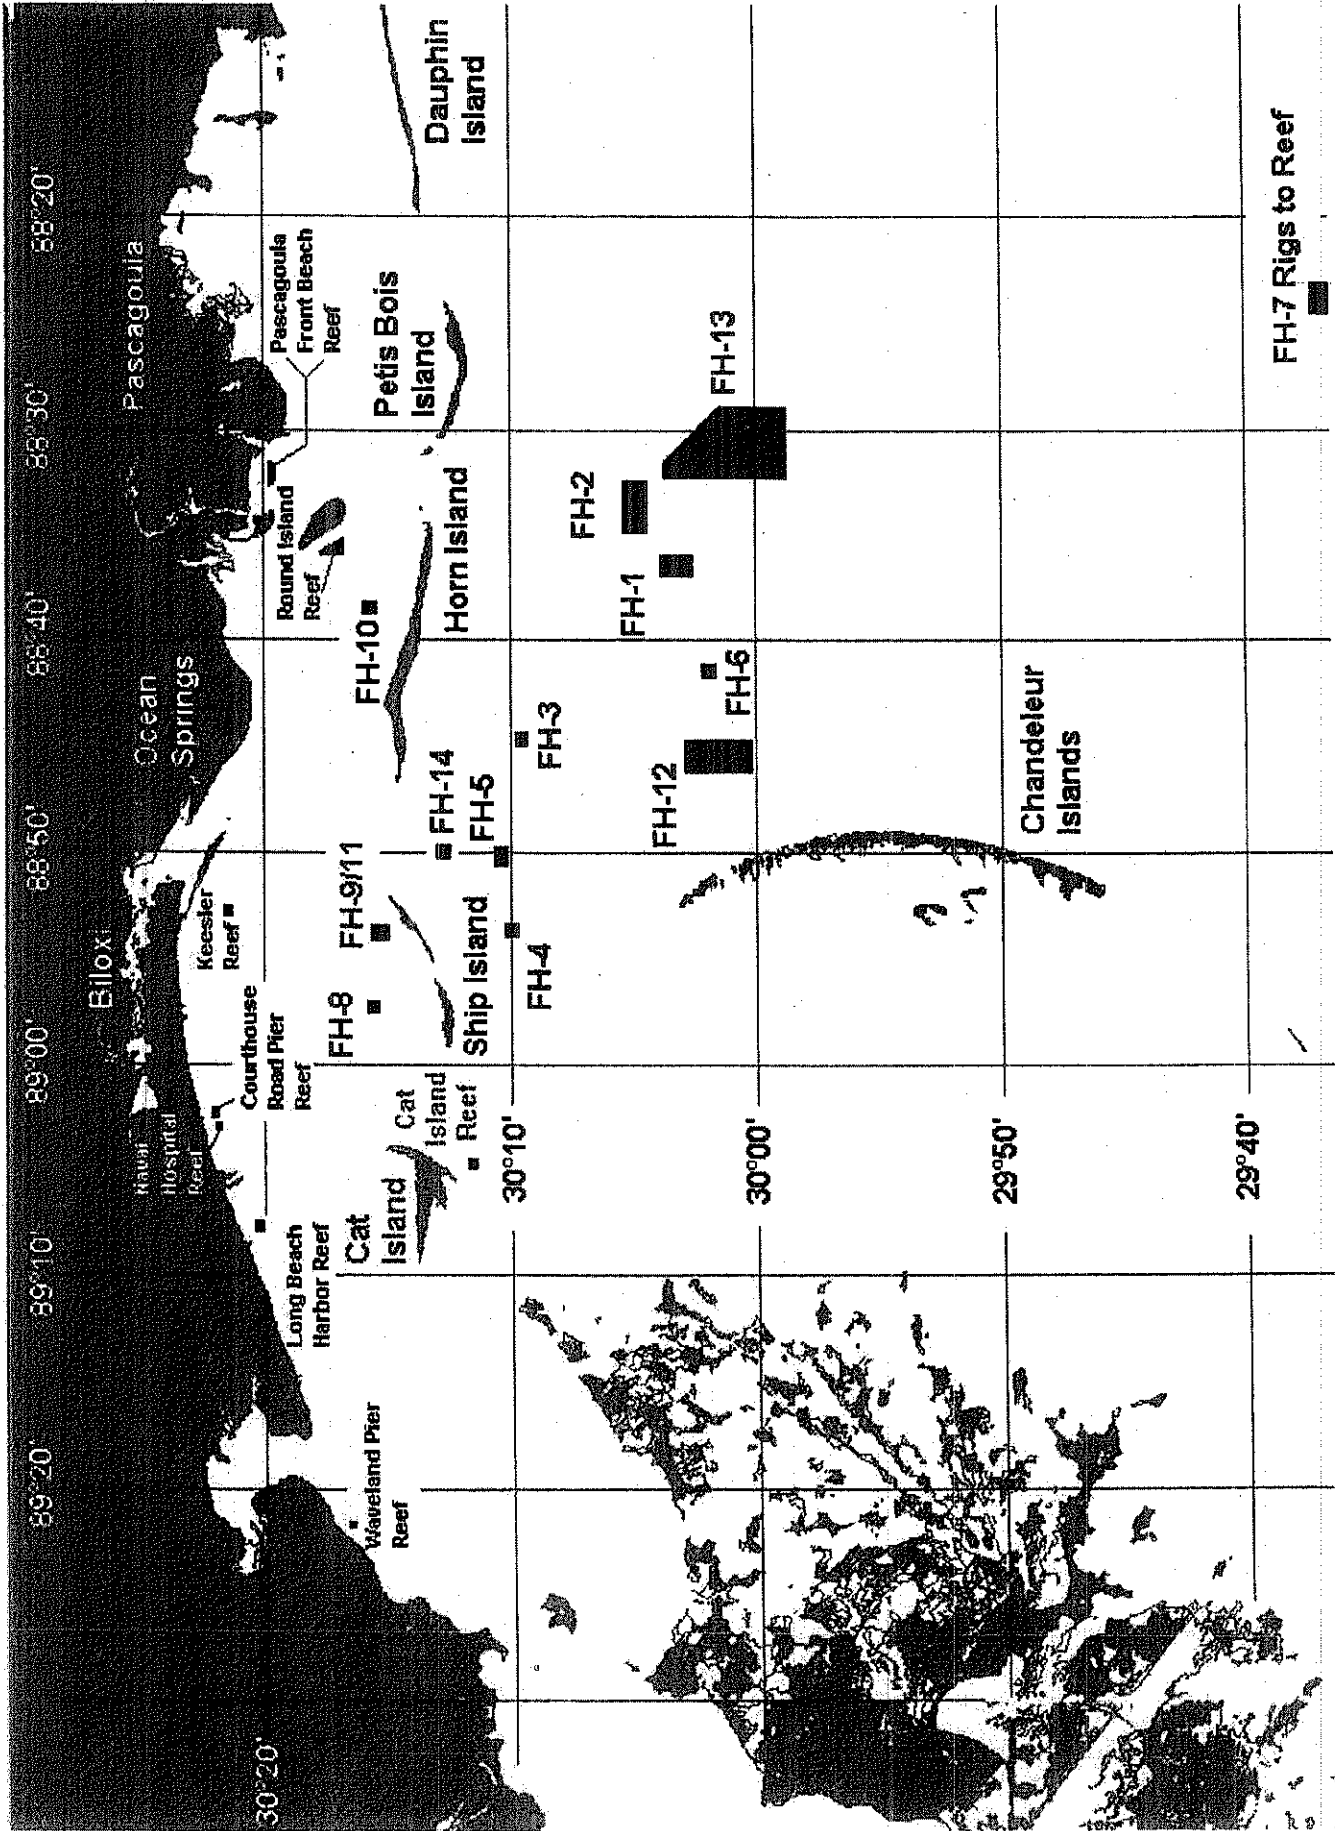 89°20'
89°10'
89°00'
88°50'
88°40'
88°30'
88°20'
Biloxi
Ocean
Springs
Pascagoula
Hospital
Reef
Courthouse
Road Pier
Reef
Keesler
Reef
Pascagoula
Front Beach
Reef
Round Island
Reef
30°20'
Long Beach
Harbor Reef
Waveland Pier
Reef
Cat
Island
Cat
Island
Reef
FH-8
FH-9/11
FH-10
Petis Bois
Island
Dauphin
Island
Ship Island
FH-14
FH-5
Horn Island
30°10'
FH-4
FH-3
FH-2
FH-1
FH-13
30°00'
FH-12
FH-6
29°50'
Chandeleur
Islands
29°40'
FH-7 Rigs to Reef